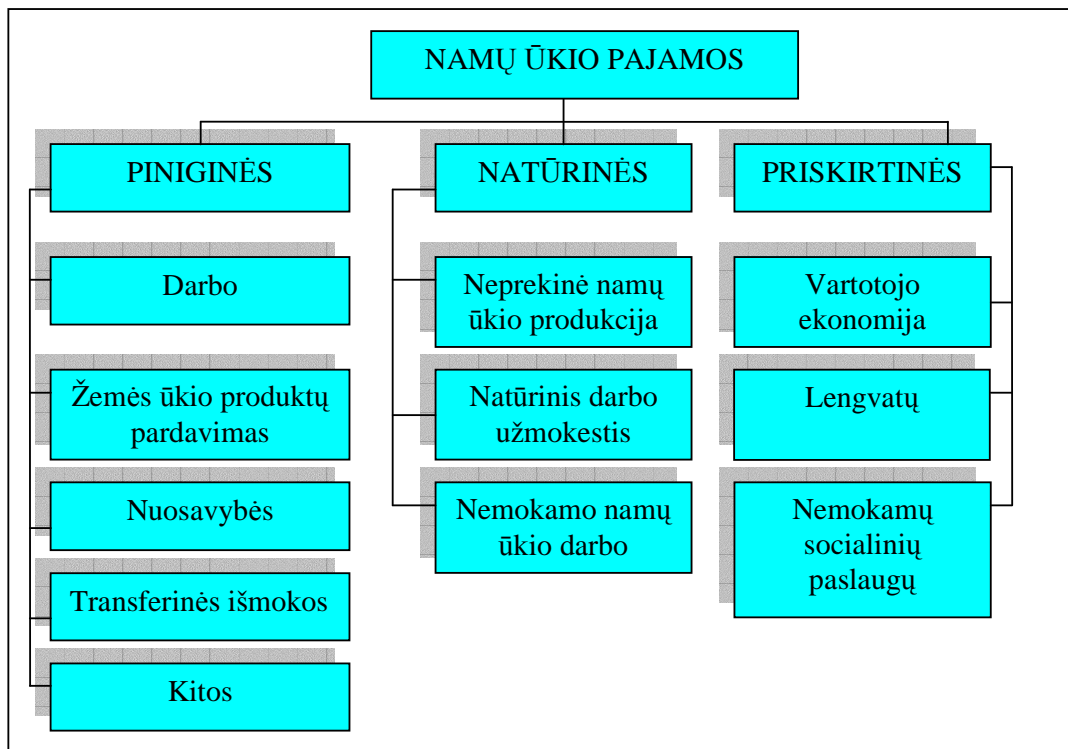 NAMŲ ŪKIO PAJAMOS
PINIGINĖS
Darbo
Žemės ūkio produktų
pardavimas
Nuosavybės
Transferinės išmokos
Kitos
NATŪRINĖS
Neprekinė namų
ūkio produkcija
Natūrinis darbo
užmokestis
Nemokamo namų
ūkio darbo
PRISKIRTINĖS
Vartotojo
ekonomija
Lengvatų
Nemokamų
socialinių
paslaugų